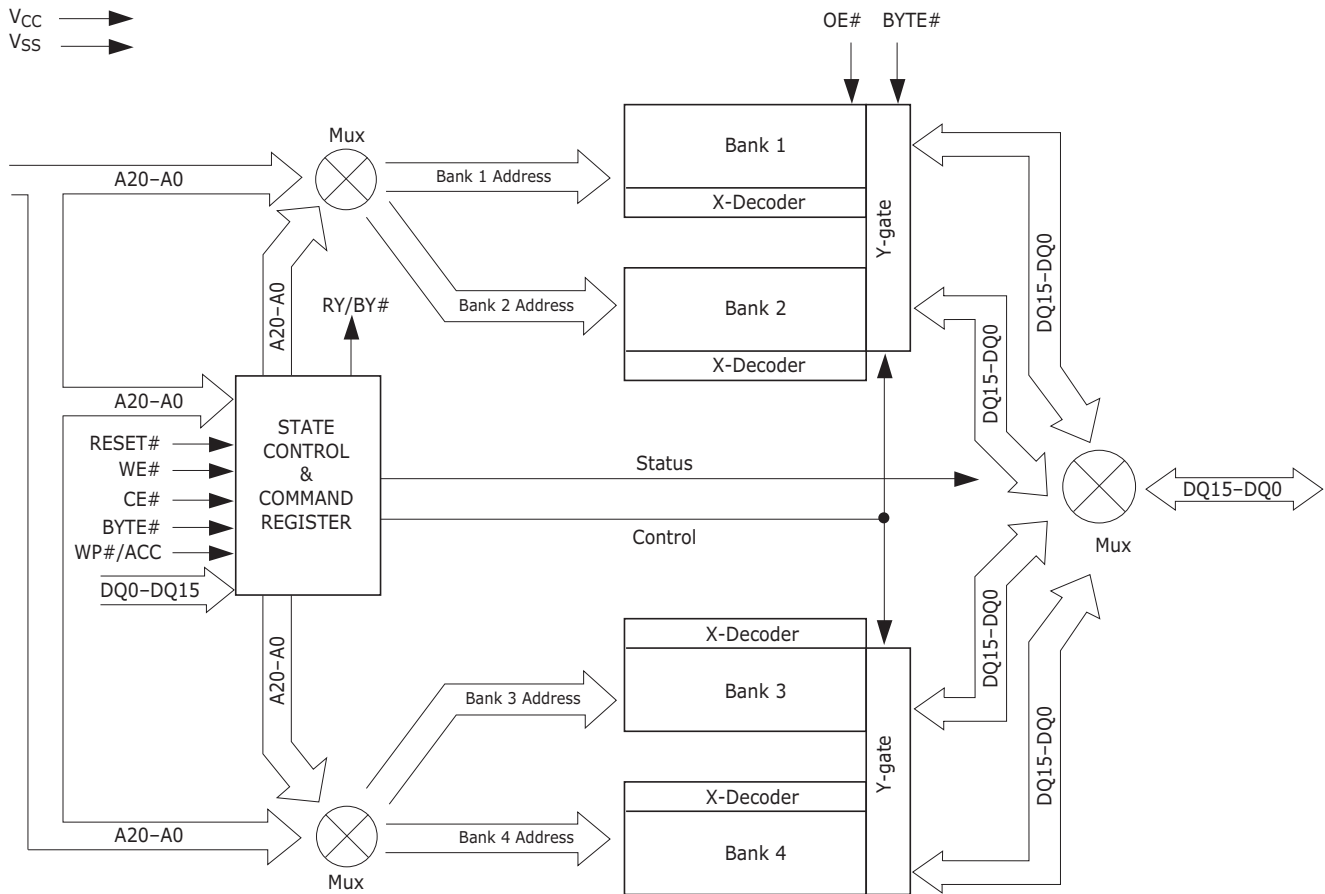 VCC
VSS
OE# BYTE#
Mux
A20–A0
Bank 1 Address
Bank 1
X-Decoder
Y-gate
DQ15–DQ0
A20–A0
RY/BY#
Bank 2 Address
Bank 2
X-Decoder
DQ15–DQ0
A20–A0
RESET#
WE#
CE#
BYTE#
WP#/ACC
DQ0–DQ15
STATE
CONTROL
&
COMMAND
REGISTER
Status
Control
DQ15–DQ0
Mux
A20–A0
Bank 3 Address
X-Decoder
Bank 3
Y-gate
DQ15–DQ0
DQ15–DQ0
A20–A0
Mux
Bank 4 Address
X-Decoder
Bank 4